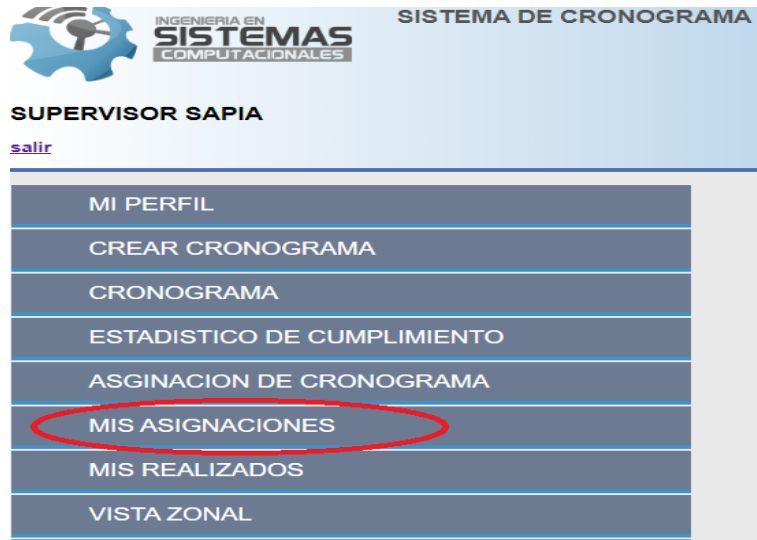 INGENIERIA EN
SISTEMAS
COMPUTACIONALES
SISTEMA DE CRONOGRAMA
SUPERVISOR SAPIA
salir
MI PERFIL
CREAR CRONOGRAMA
CRONOGRAMA
ESTADISTICO DE CUMPLIMIENTO
ASGINACION DE CRONOGRAMA
MIS ASIGNACIONES
MIS REALIZADOS
VISTA ZONAL